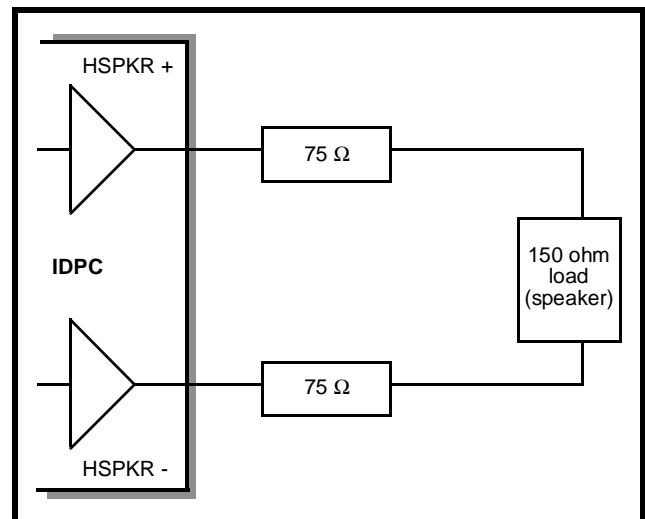 HSPKR +
75 Ω
IDPC
150 ohm
load
(speaker)
75 Ω
HSPKR -